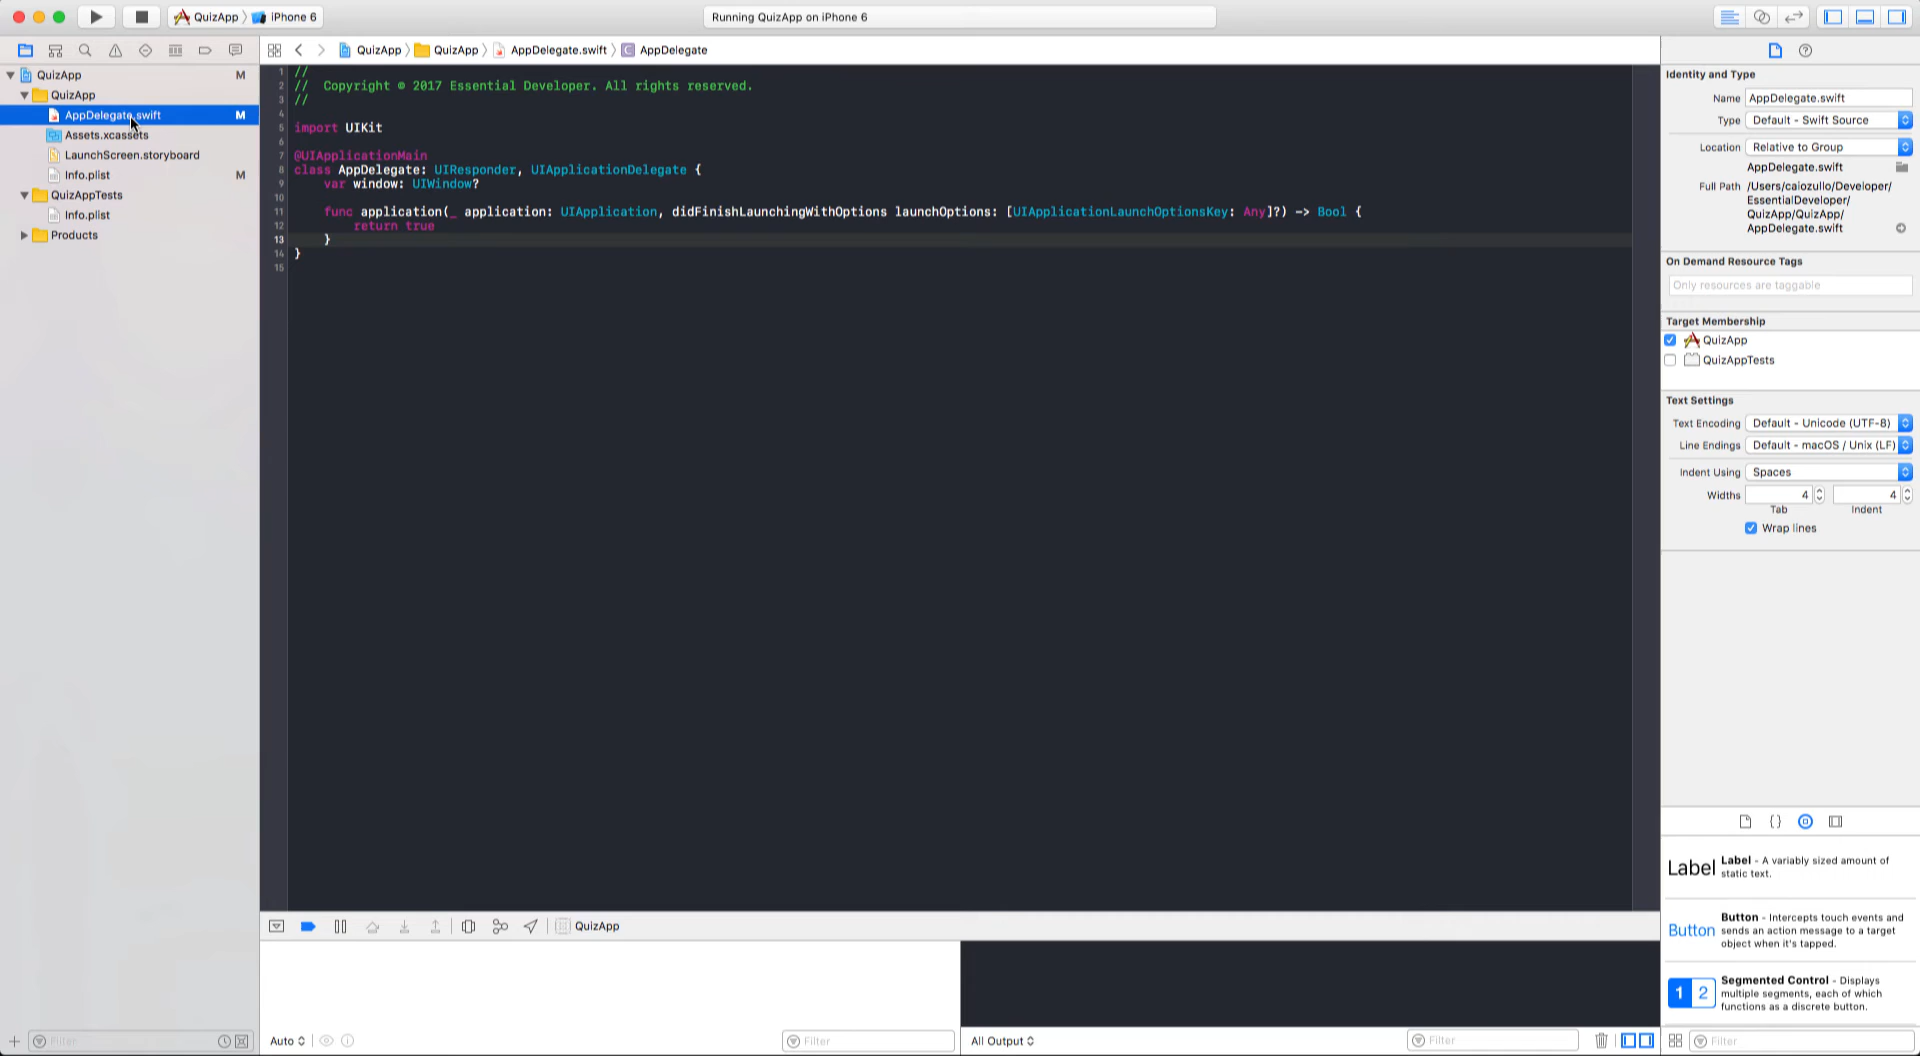 QuizApp 〉 iPhone 6
Running QuizApp on iPhone 6
QuizApp M
QuizApp
AppDelegate.swift M
Assets.xcassets
LaunchScreen.storyboard
Info.plist M
QuizAppTests
Info.plist
Products
QuizApp 〉 QuizApp 〉 AppDelegate.swift 〉 C AppDelegate
1 //
2 // Copyright © 2017 Essential Developer. All rights reserved.
3 //
4
5 import UIKit
6
7 @UIApplicationMain
8 class AppDelegate: UIResponder, UIApplicationDelegate {
9 var window: UIWindow?
10
11 func application(_ application: UIApplication, didFinishLaunchingWithOptions launchOptions: [UIApplicationLaunchOptionsKey: Any]?) -> Bool {
12 return true
13 }
14 }
15
Identity and Type
Name AppDelegate.swift
Type Default - Swift Source
Location Relative to Group
AppDelegate.swift
Full Path /Users/caiozullo/Developer/
EssentialDeveloper/
QuizApp/QuizApp/
AppDelegate.swift
On Demand Resource Tags
Only resources are taggable
Target Membership
QuizApp
QuizAppTests
Text Settings
Text Encoding Default - Unicode (UTF-8)
Line Endings Default - macOS / Unix (LF)
Indent Using Spaces
Widths 4 4
Tab Indent
Wrap lines
{}
Label Label - A variably sized amount of
static text.
Button Button - Intercepts touch events and
sends an action message to a target
object when it's tapped.
1 2 Segmented Control - Displays
multiple segments, each of which
functions as a discrete button.
QuizApp
Filter
Auto
Filter
All Output
Filter
Filter